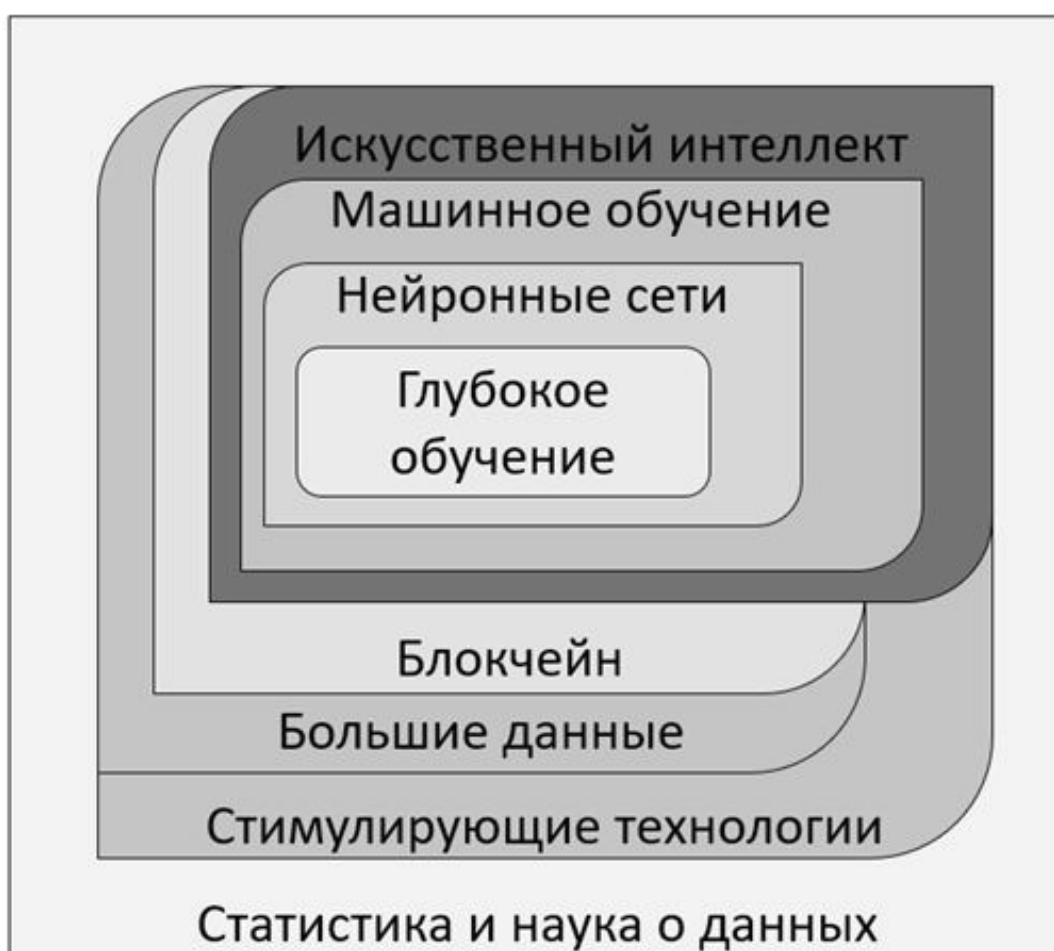 Искусственный интеллект
Машинное обучение
Нейронные сети
Глубокое
обучение
Блокчейн
Большие данные
Стимулирующие технологии
Статистика и наука о данных